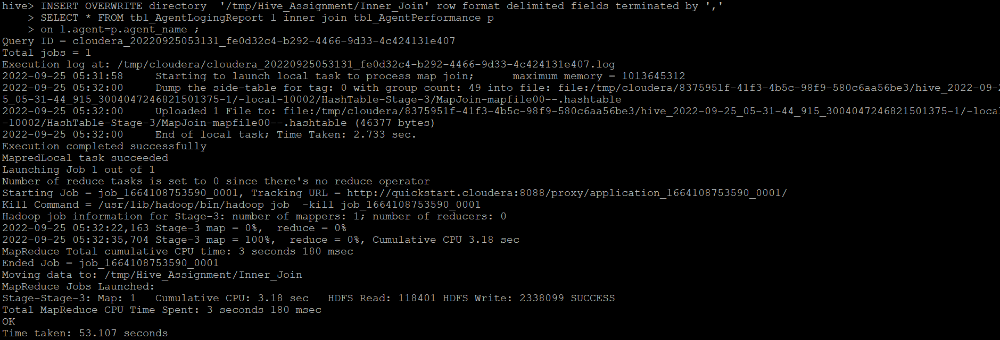 hive> INSERT OVERWRITE directory  '/tmp/Hive_Assignment/Inner_Join' row format delimited fields terminated by ','
    > SELECT * FROM tbl_AgentLogingReport l inner join tbl_AgentPerformance p
    > on l.agent=p.agent_name ;
Query ID = cloudera_20220925053131_fe0d32c4-b292-4466-9d33-4c424131e407
Total jobs = 1
Execution log at: /tmp/cloudera/cloudera_20220925053131_fe0d32c4-b292-4466-9d33-4c424131e407.log
2022-09-25 05:31:58     Starting to launch local task to process map join;      maximum memory = 1013645312
2022-09-25 05:32:00     Dump the side-table for tag: 0 with group count: 49 into file: file:/tmp/cloudera/8375951f-41f3-4b5c-98f9-580c6aa56be3/hive_2022-09-2
5_05-31-44_915_3004047246821501375-1/-local-10002/HashTable-Stage-3/MapJoin-mapfile00--.hashtable
2022-09-25 05:32:00     Uploaded 1 File to: file:/tmp/cloudera/8375951f-41f3-4b5c-98f9-580c6aa56be3/hive_2022-09-25_05-31-44_915_3004047246821501375-1/-local
-10002/HashTable-Stage-3/MapJoin-mapfile00--.hashtable (46377 bytes)
2022-09-25 05:32:00     End of local task; Time Taken: 2.733 sec.
Execution completed successfully
MapredLocal task succeeded
Launching Job 1 out of 1
Number of reduce tasks is set to 0 since there's no reduce operator
Starting Job = job_1664108753590_0001, Tracking URL = http://quickstart.cloudera:8088/proxy/application_1664108753590_0001/
Kill Command = /usr/lib/hadoop/bin/hadoop job  -kill job_1664108753590_0001
Hadoop job information for Stage-3: number of mappers: 1; number of reducers: 0
2022-09-25 05:32:22,163 Stage-3 map = 0%,  reduce = 0%
2022-09-25 05:32:35,704 Stage-3 map = 100%,  reduce = 0%, Cumulative CPU 3.18 sec
MapReduce Total cumulative CPU time: 3 seconds 180 msec
Ended Job = job_1664108753590_0001
Moving data to: /tmp/Hive_Assignment/Inner_Join
MapReduce Jobs Launched:
Stage-Stage-3: Map: 1   Cumulative CPU: 3.18 sec   HDFS Read: 118401 HDFS Write: 2338099 SUCCESS
Total MapReduce CPU Time Spent: 3 seconds 180 msec
OK
Time taken: 53.107 seconds